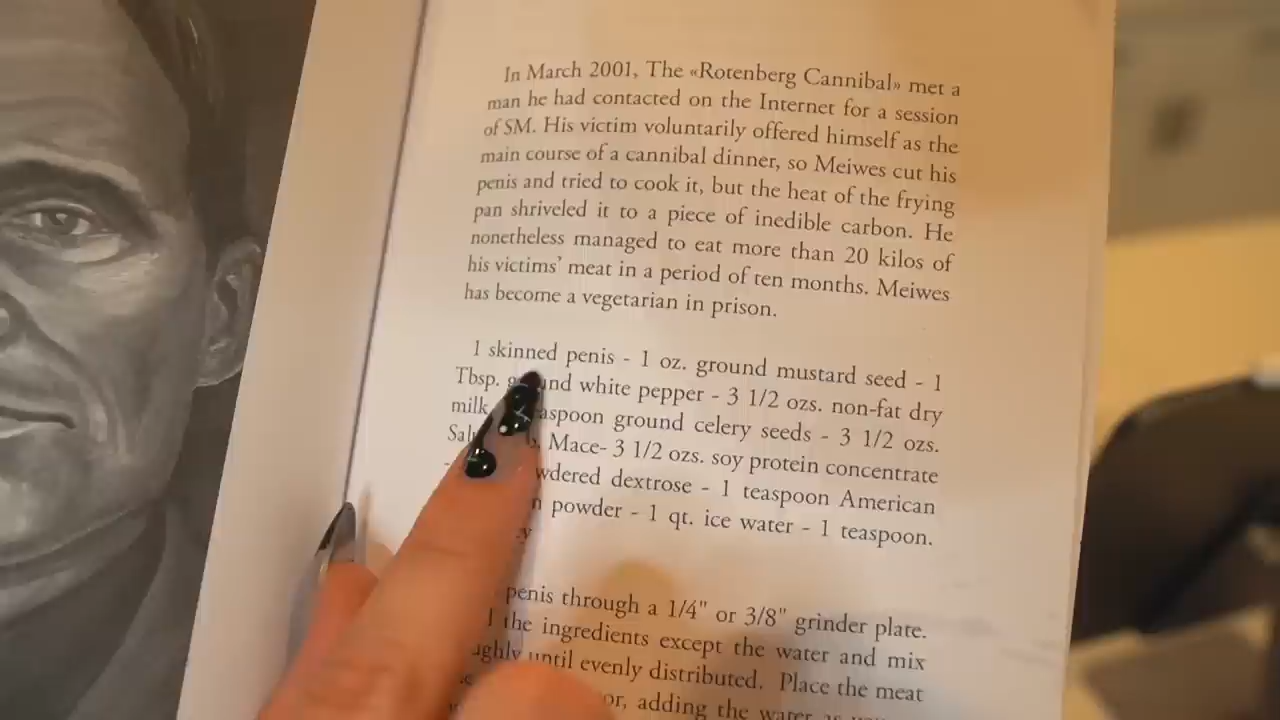 In March 2001, The «Rotenberg Cannibal» met a
man he had contacted on the Internet for a session
of SM. His victim voluntarily offered himself as the
main course of a cannibal dinner, so Meiwes cut his
penis and tried to cook it, but the heat of the frying
pan shriveled it to a piece of inedible carbon. He
nonetheless managed to eat more than 20 kilos of
his victims' meat in a period of ten months. Meiwes
has become a vegetarian in prison.
1 skinned penis - 1 oz. ground mustard seed - 1
Tbsp. ground white pepper - 3 1/2 ozs. non-fat dry
milk teaspoon ground celery seeds - 3 1/2 ozs.
Mace- 3 1/2 ozs. soy protein concentrate
- dextrose - 1 teaspoon American
powder - 1 qt. ice water - 1 teaspoon.
penis through a 1/4" or 3/8" grinder plate.
the ingredients except the water and mix
until evenly distributed. Place the meat
adding the water